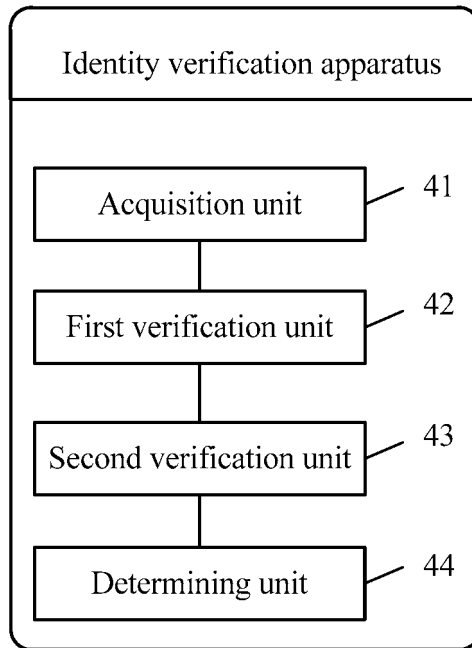 Identity verification apparatus
Acquisition unit
41
First verification unit
42
Second verification unit
43
Determining unit
44